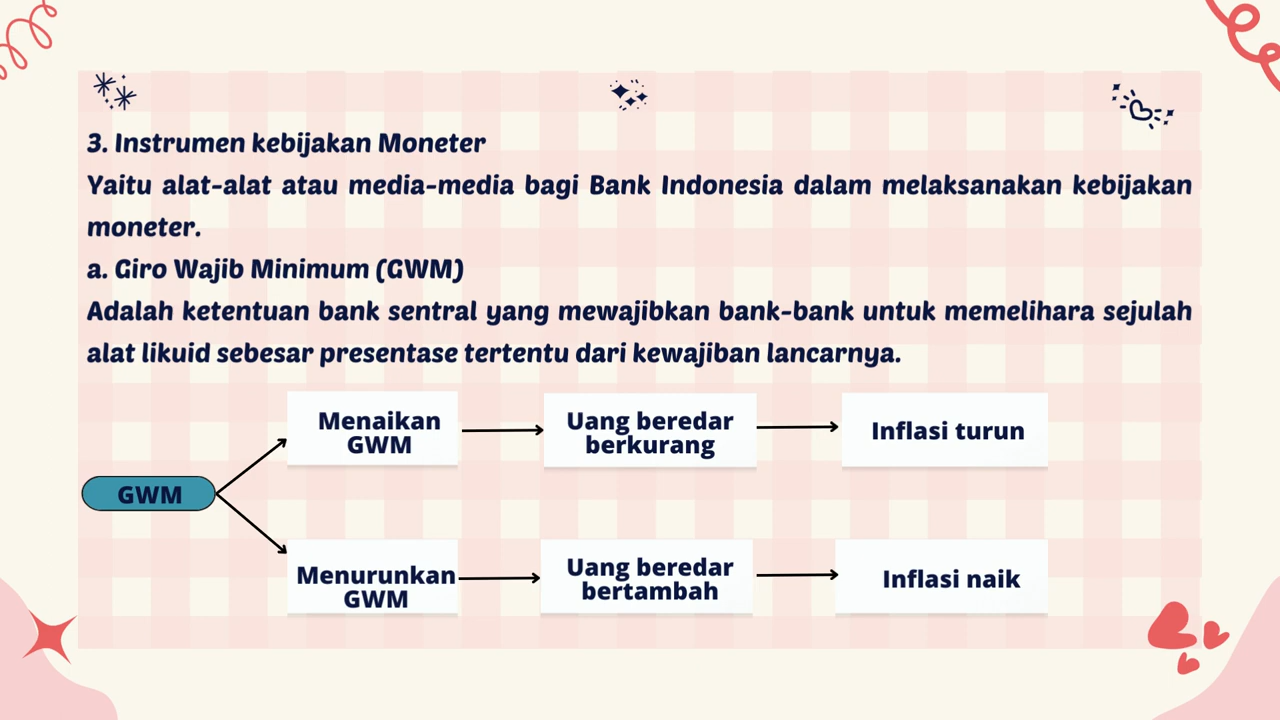 3. Instrumen kebijakan Moneter
Yaitu alat-alat atau media-media bagi Bank Indonesia dalam melaksanakan kebijakan
moneter.
a. Giro Wajib Minimum (GWM)
Adalah ketentuan bank sentral yang mewajibkan bank-bank untuk memelihara sejulah
alat likuid sebesar presentase tertentu dari kewajiban lancarnya.
GWM
Menaikan
GWM
Uang beredar
berkurang
Inflasi turun
Menurunkan
GWM
Uang beredar
bertambah
Inflasi naik